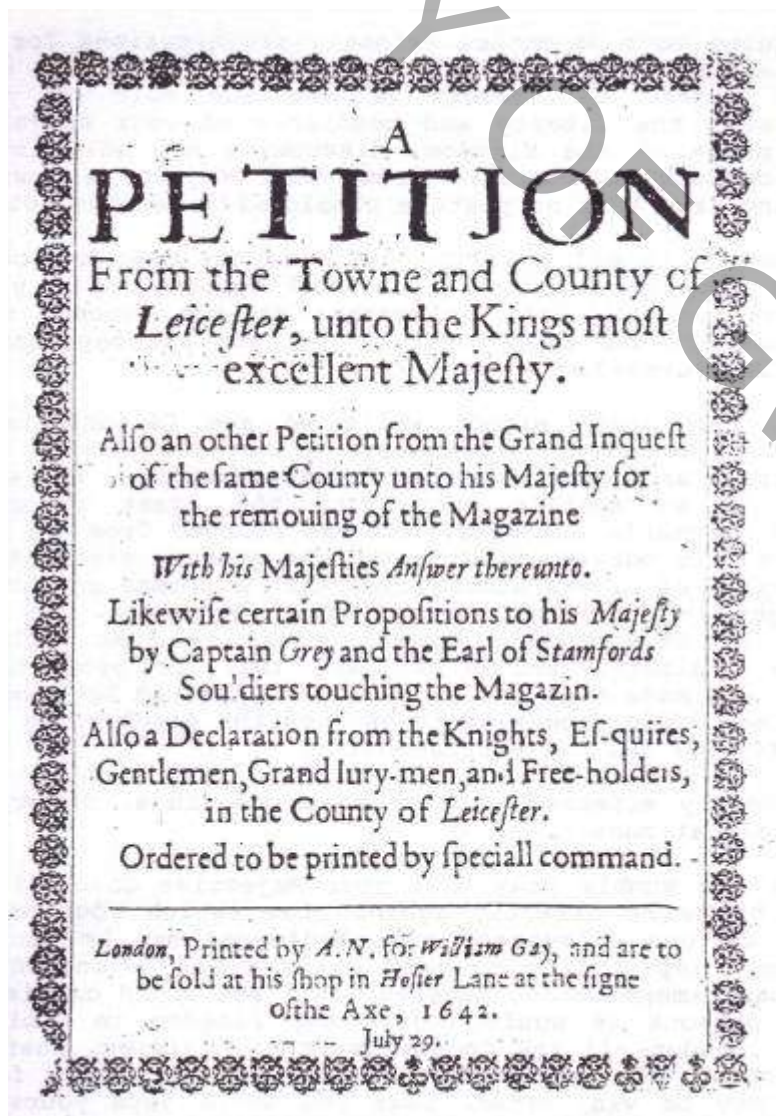 A
PETITJON
From the Towne and County of
Leiceſter, unto the Kings moſt
excellent Majeſty.
Alſo an other Petition from the Grand Inqueſt
of the ſame County unto his Majeſty for
the remouing of the Magazine
With his Majeſties Anſwer thereunto.
Likewiſe certain Propoſitions to his Majeſty
by Captain Grey and the Earl of Stamfords
Sou'diers touching the Magazin.
Alſo a Declaration from the Knights, Eſ-quires,
Gentlemen, Grand Iury-men, and Free-holders,
in the County of Leiceſter.
Ordered to be printed by ſpeciall command.
London, Printed by A. N. for William Gay, and are to
be ſold at his ſhop in Hoſier Lane at the ſigne
of the Axe, 1642.
July 29.